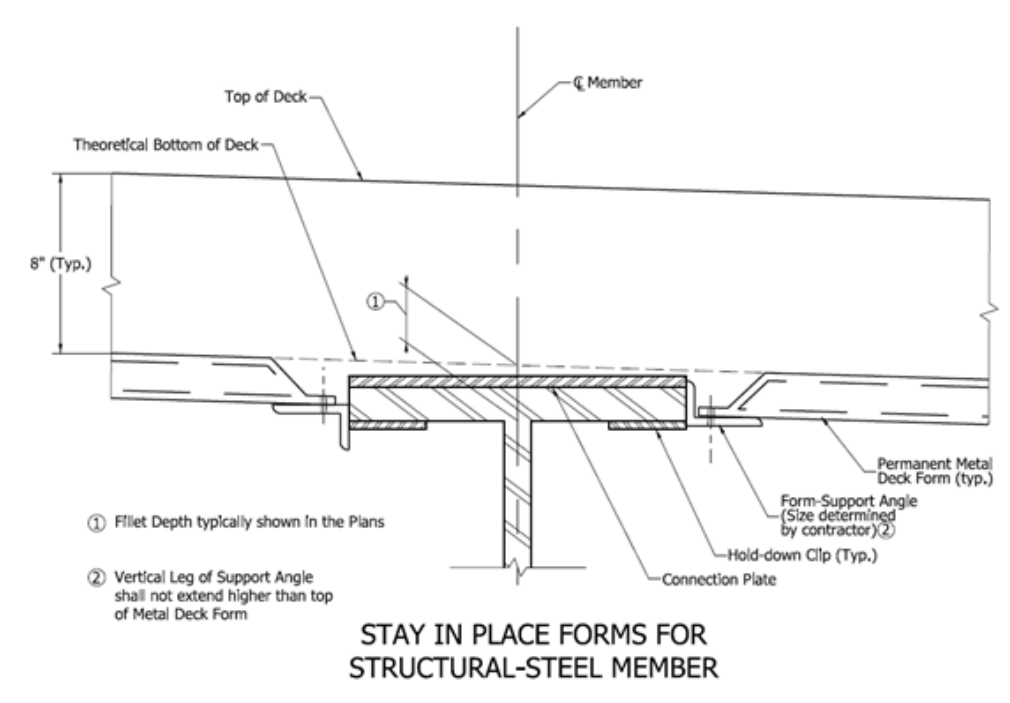 ℄ Member
Top of Deck
Theoretical Bottom of Deck
8" (Typ.)
①
Permanent Metal
Deck Form (typ.)
Form-Support Angle
(Size determined
by contractor)②
Hold-down Clip (Typ.)
Connection Plate
① Fillet Depth typically shown in the Plans
② Vertical Leg of Support Angle
shall not extend higher than top
of Metal Deck Form
STAY IN PLACE FORMS FOR
STRUCTURAL-STEEL MEMBER